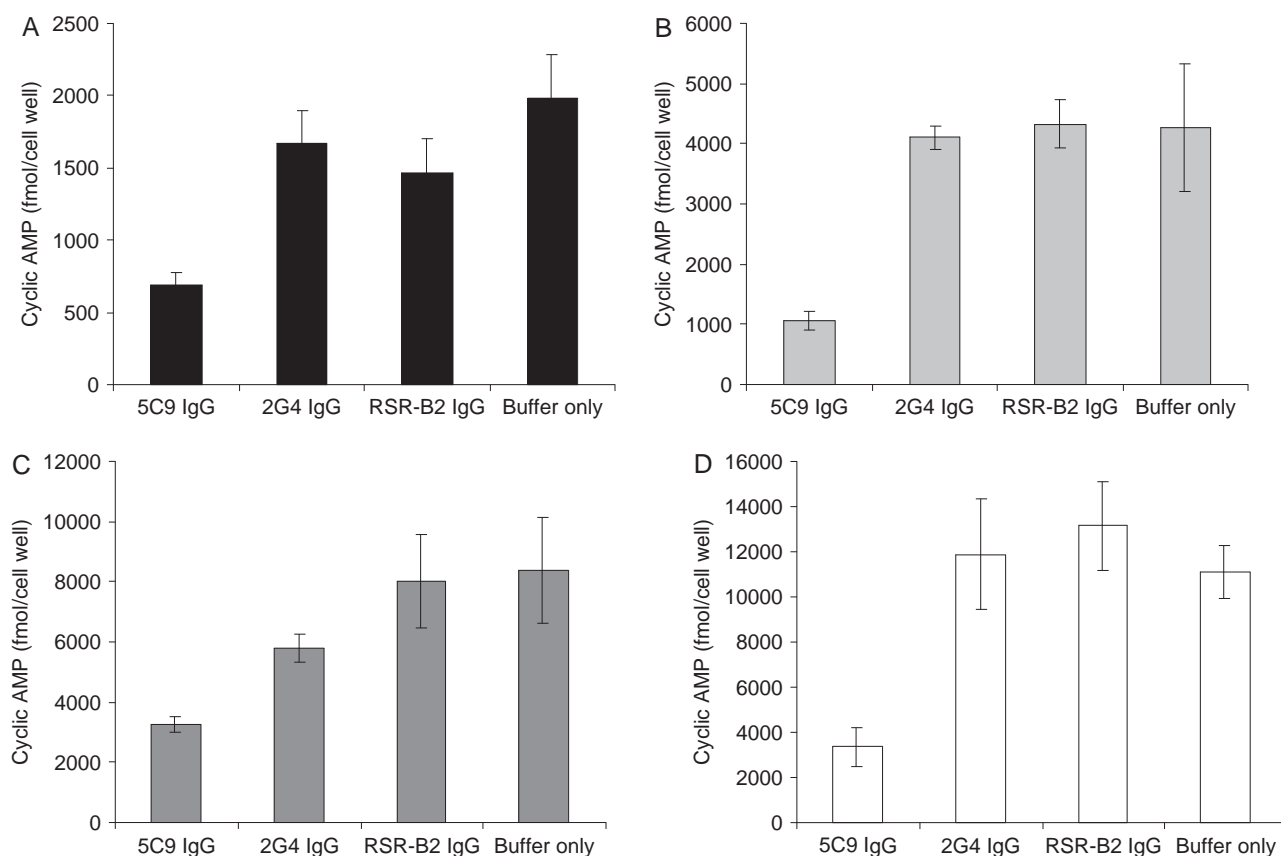 A
Cyclic AMP (fmol/cell well)
2500
2000
1500
1000
500
0
5C9 IgG 2G4 IgG RSR-B2 IgG Buffer only
B
Cyclic AMP (fmol/cell well)
6000
5000
4000
3000
2000
1000
0
5C9 IgG 2G4 IgG RSR-B2 IgG Buffer only
C
Cyclic AMP (fmol/cell well)
12000
10000
8000
6000
4000
2000
0
5C9 IgG 2G4 IgG RSR-B2 IgG Buffer only
D
Cyclic AMP (fmol/cell well)
16000
14000
12000
10000
8000
6000
4000
2000
0
5C9 IgG 2G4 IgG RSR-B2 IgG Buffer only